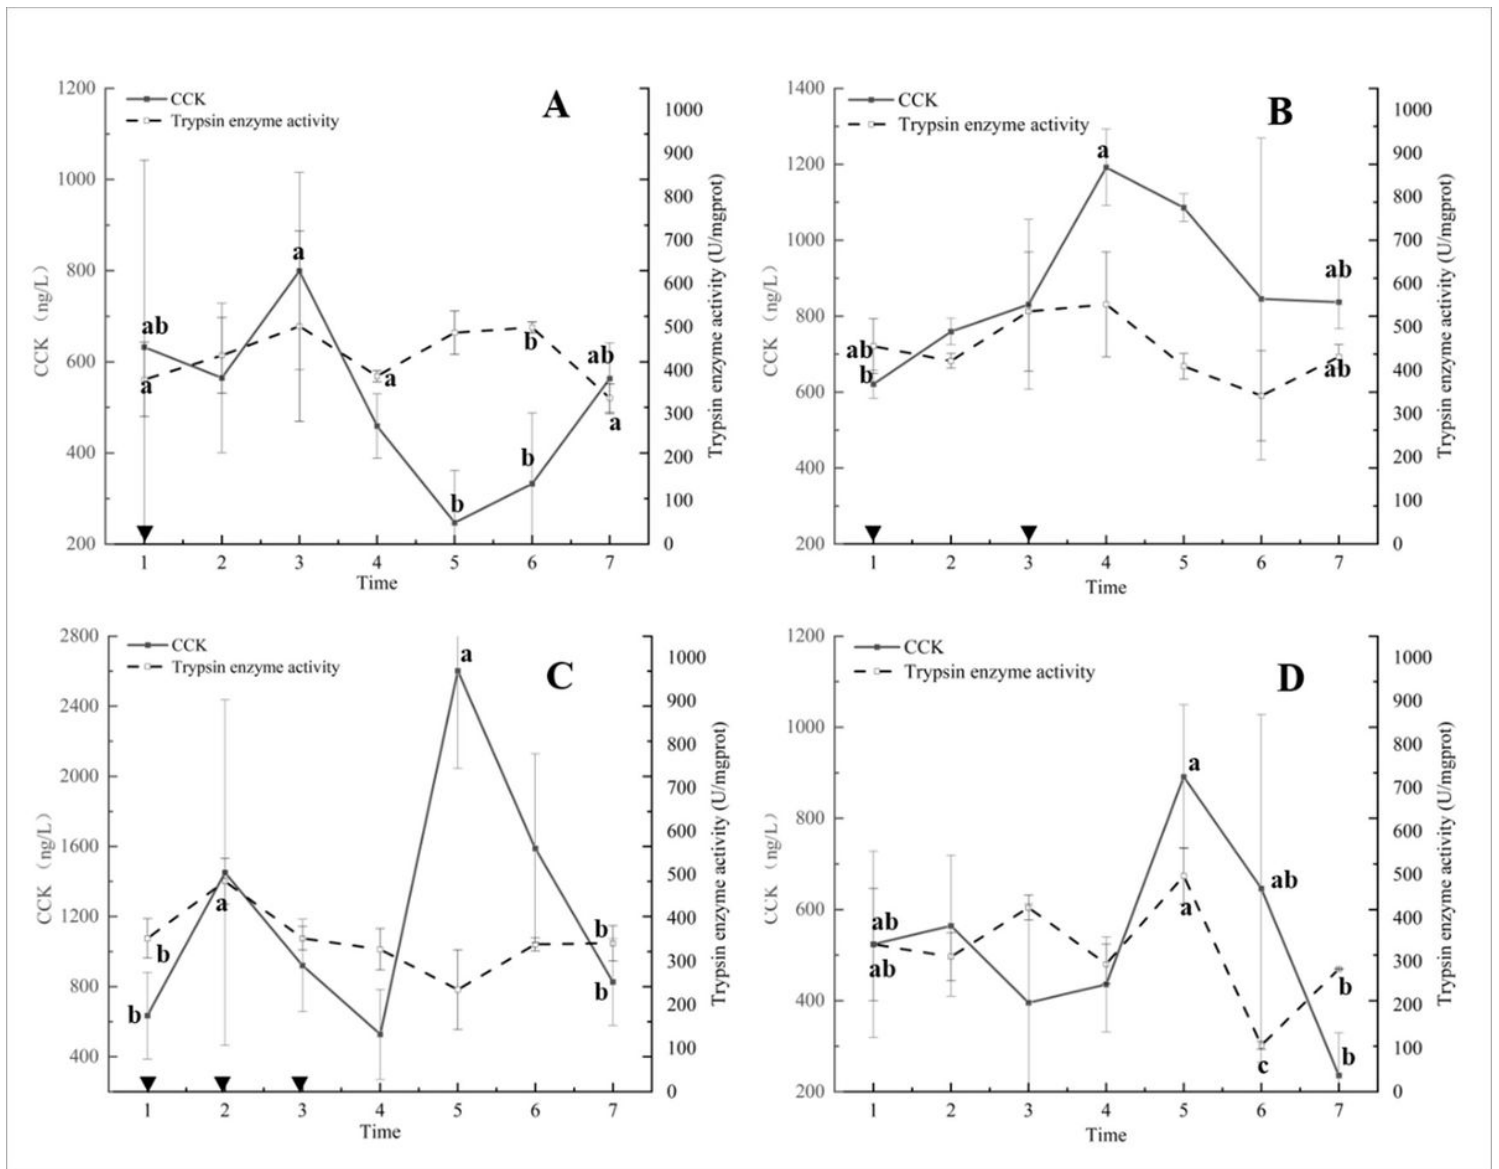 A
CCK
Trypsin enzyme activity
1200
1000
800
600
400
200
CCK（ng/L）
1000
900
800
700
600
500
400
300
200
100
0
Trypsin enzyme activity (U/mgprot)
ab
a
a
a
b
b
b
ab
a
1 2 3 4 5 6 7
Time
B
CCK
Trypsin enzyme activity
1400
1200
1000
800
600
400
200
CCK（ng/L）
1000
900
800
700
600
500
400
300
200
100
0
Trypsin enzyme activity (U/mgprot)
a
ab
b
ab
ab
1 2 3 4 5 6 7
Time
C
CCK
Trypsin enzyme activity
2800
2400
2000
1600
1200
800
400
CCK（ng/L）
1000
900
800
700
600
500
400
300
200
100
0
Trypsin enzyme activity (U/mgprot)
a
a
b
b
b
b
1 2 3 4 5 6 7
Time
D
CCK
Trypsin enzyme activity
1200
1000
800
600
400
200
CCK（ng/L）
1000
900
800
700
600
500
400
300
200
100
0
Trypsin enzyme activity (U/mgprot)
a
ab
a
ab
ab
b
b
c
1 2 3 4 5 6 7
Time